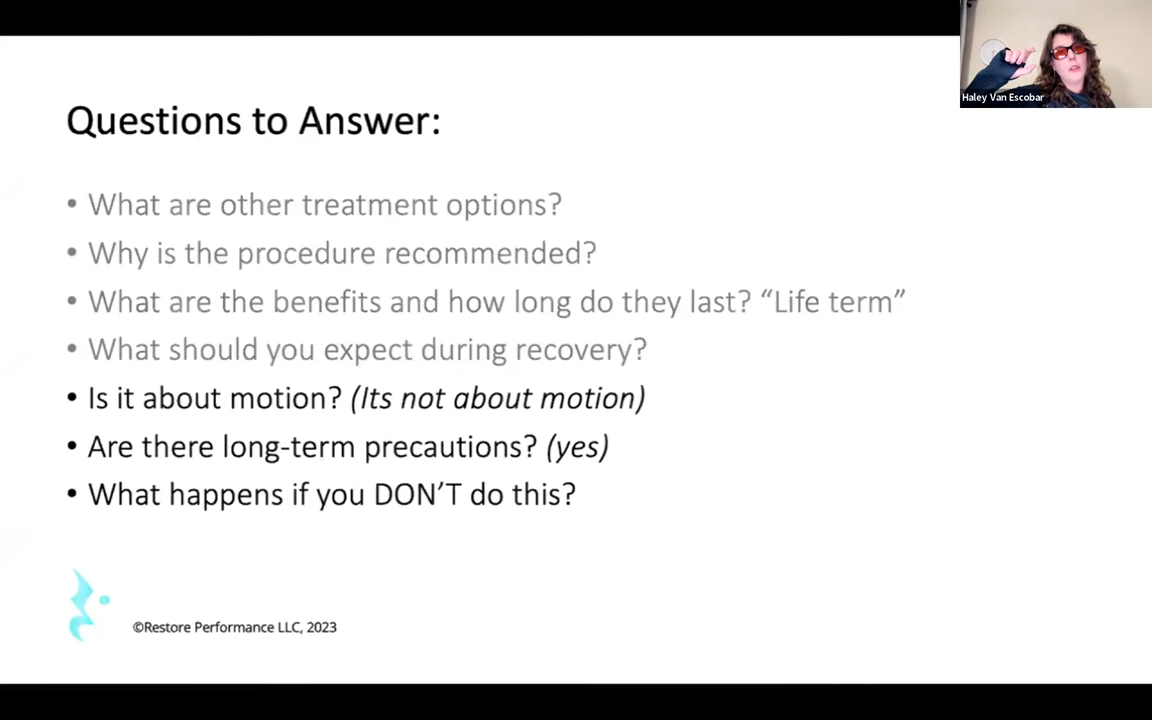 Haley Van Escobar
Questions to Answer:
• What are other treatment options?
• Why is the procedure recommended?
• What are the benefits and how long do they last? “Life term”
• What should you expect during recovery?
• Is it about motion? (Its not about motion)
• Are there long-term precautions? (yes)
• What happens if you DON’T do this?
©Restore Performance LLC, 2023